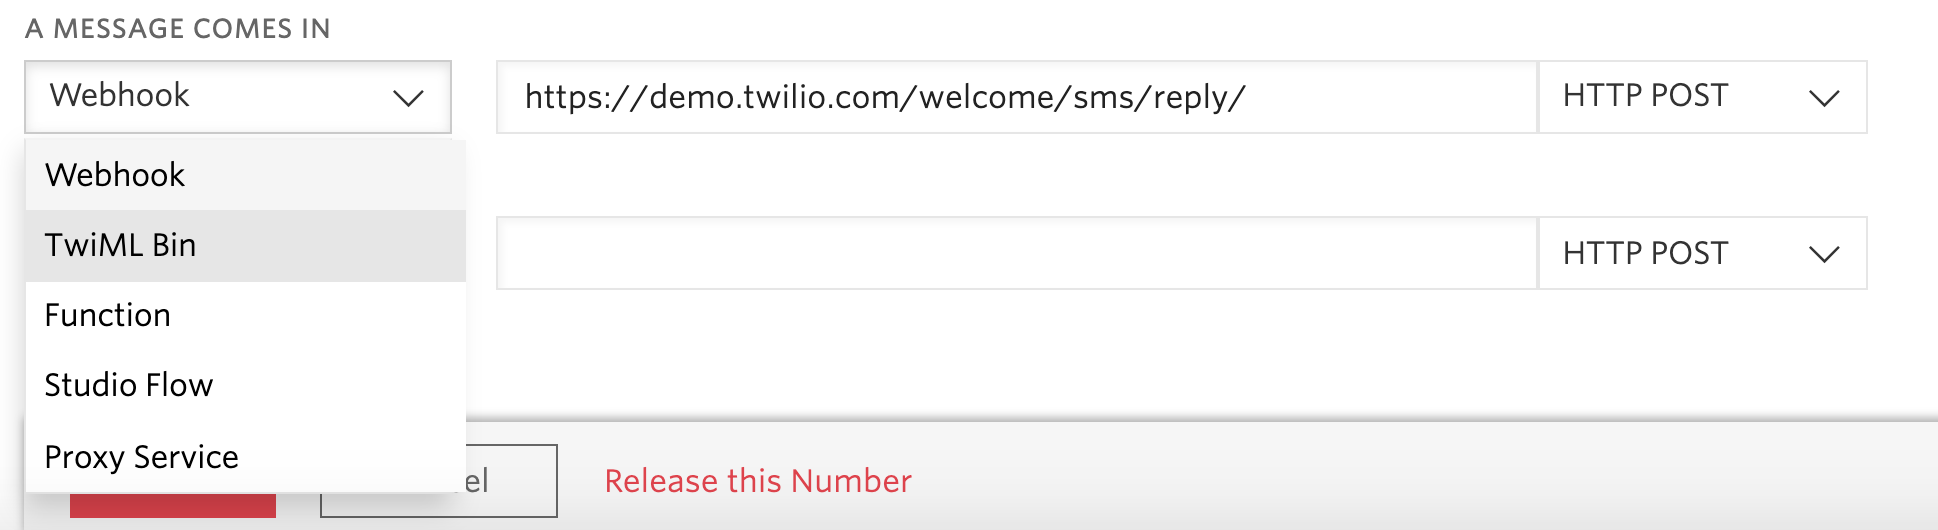 A MESSAGE COMES IN
Webhook
https://demo.twilio.com/welcome/sms/reply/
HTTP POST
Webhook
TwiML Bin
HTTP POST
Function
Studio Flow
Proxy Service
Release this Number